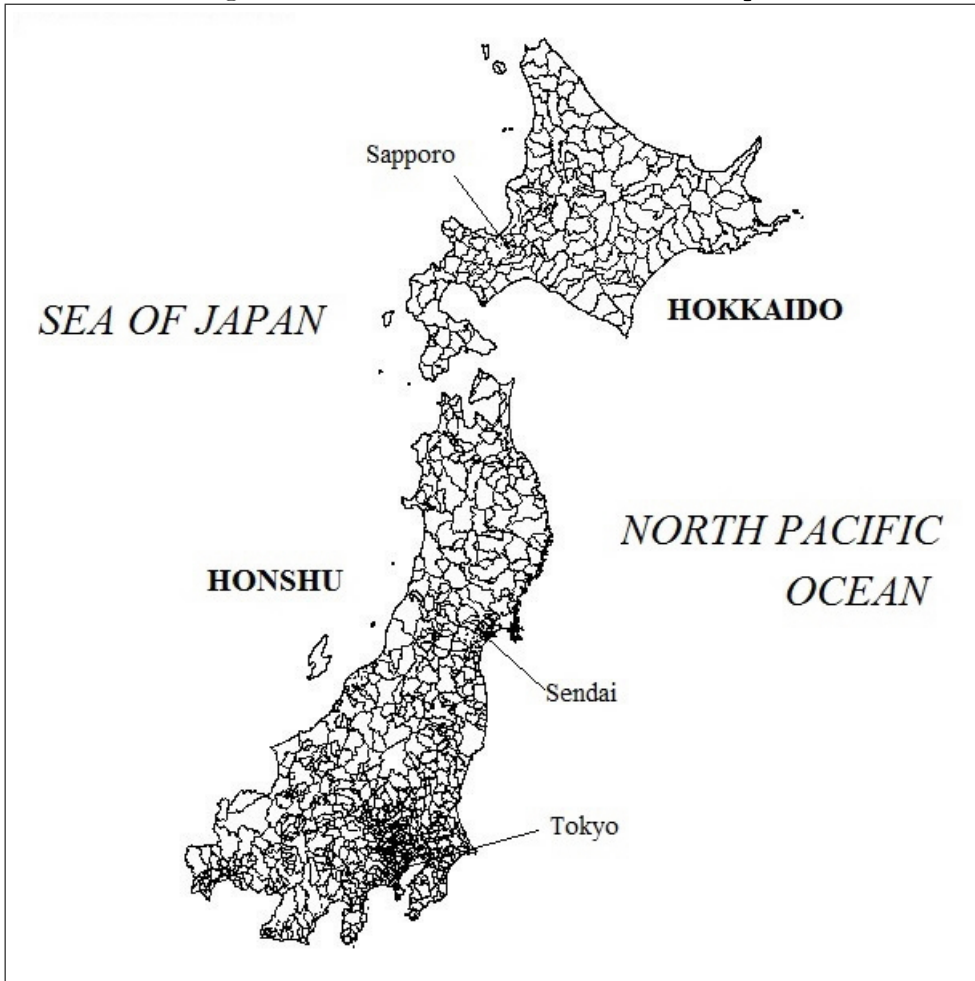 Sapporo
SEA OF JAPAN
HOKKAIDO
NORTH PACIFIC
OCEAN
HONSHU
Sendai
Tokyo